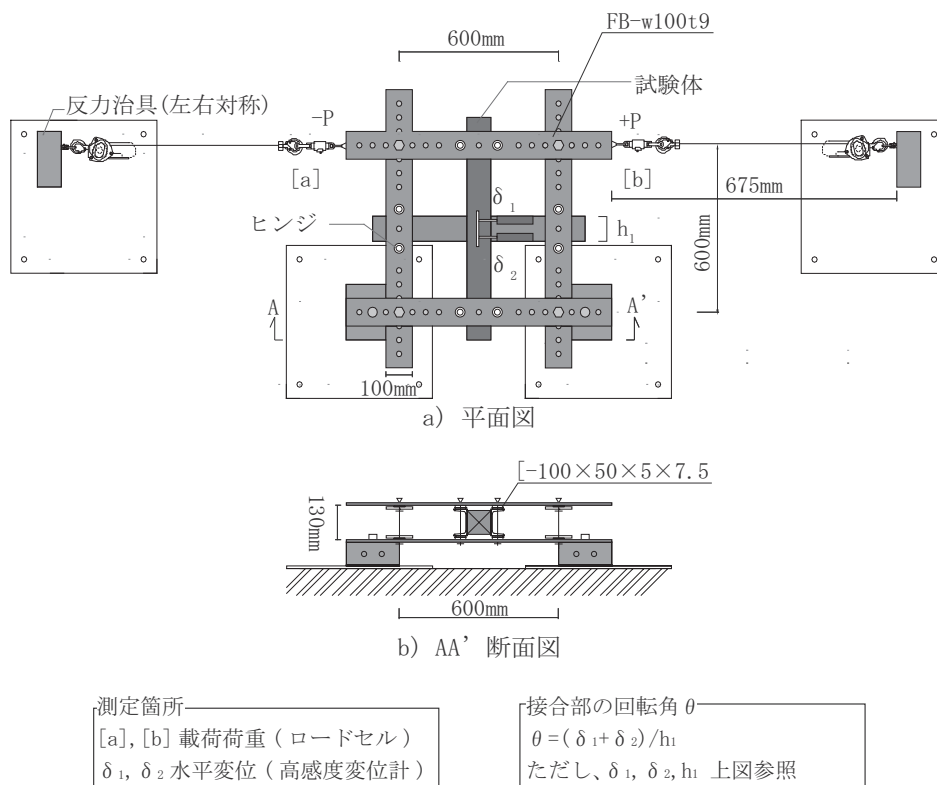 FB-w100t9
600mm
試験体
反力治具(左右対称)
-P
+P
[a]
[b]
675mm
δ₁
ヒンジ
h₁
600mm
δ₂
A
A’
100mm
a) 平面図
[-100×50×5×7.5
130mm
600mm
b) AA’ 断面図
測定箇所
[a],[b] 載荷荷重 ( ロードセル )
δ₁, δ₂ 水平変位 ( 高感度変位計 )
接合部の回転角 θ
θ=(δ₁+δ₂)/h₁
ただし、δ₁, δ₂,h₁ 上図参照